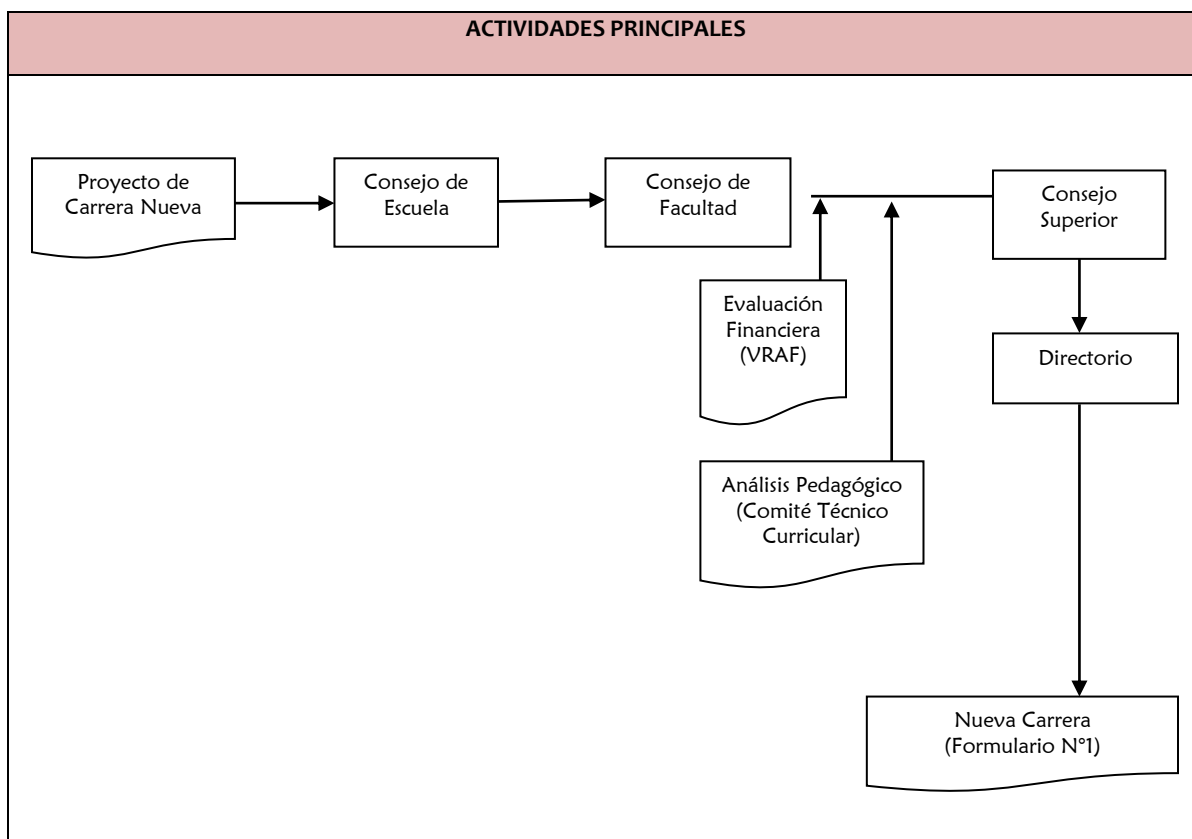 ACTIVIDADES PRINCIPALES
Proyecto de
Carrera Nueva
Consejo de
Escuela
Consejo de
Facultad
Consejo
Superior
Evaluación
Financiera
(VRAF)
Directorio
Análisis Pedagógico
(Comité Técnico
Curricular)
Nueva Carrera
(Formulario N°1)